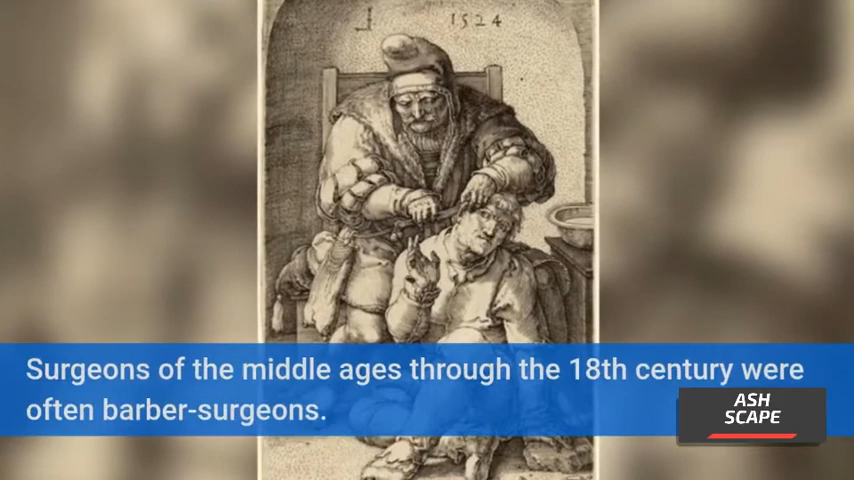 L 1524
Surgeons of the middle ages through the 18th century were
often barber-surgeons.
ASH
SCAPE